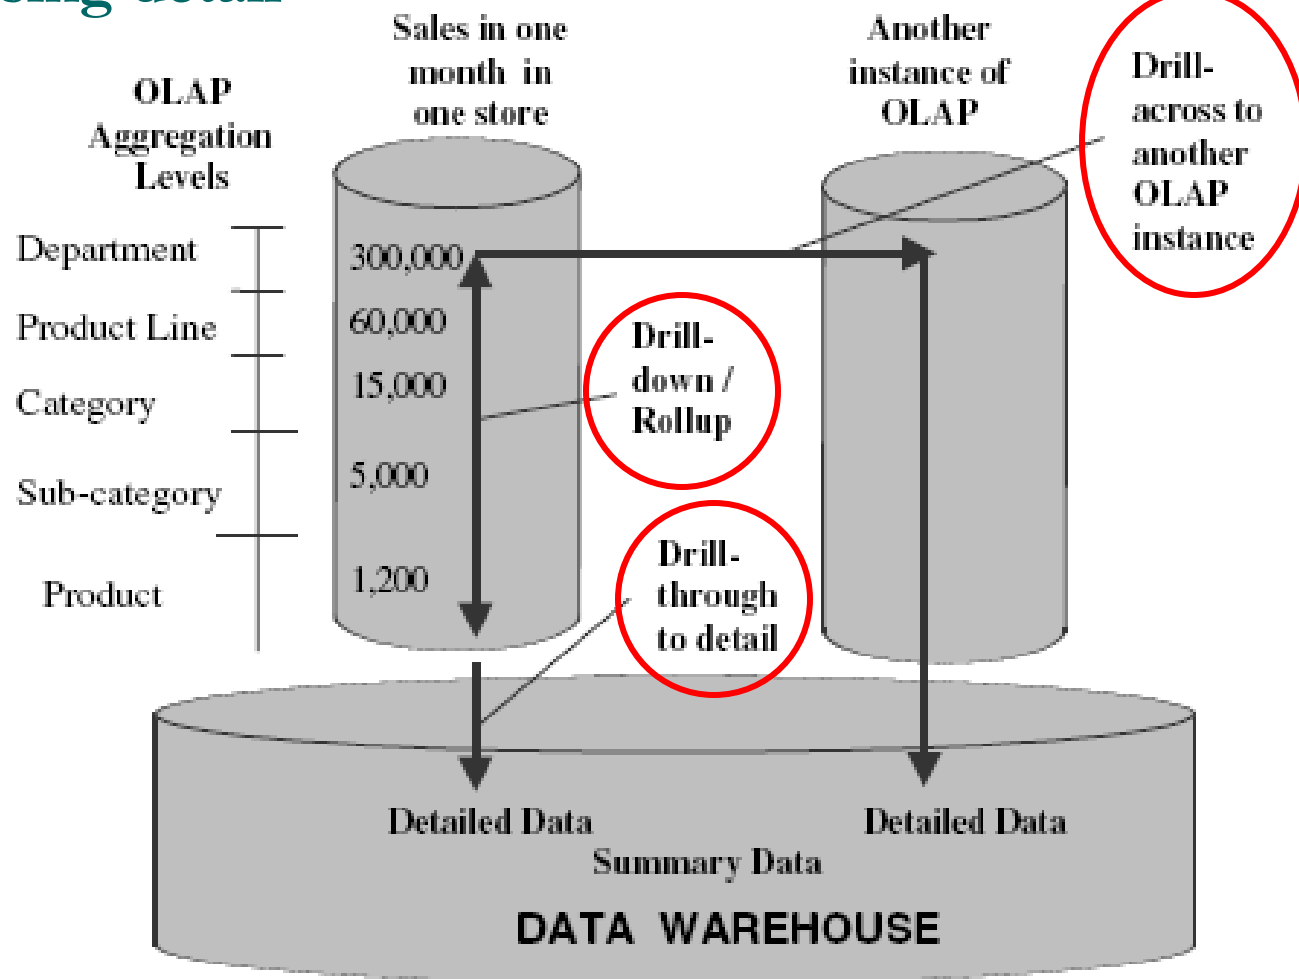 detail
Sales in one
month in
one store
Another
instance of
OLAP
Drill-
across to
another
OLAP
instance
OLAP
Aggregation
Levels
Department
300,000
Product Line
60,000
Drill-
down /
Rollup
Category
15,000
Sub-category
5,000
Drill-
through
to detail
Product
1,200
Detailed Data
Detailed Data
Summary Data
DATA WAREHOUSE